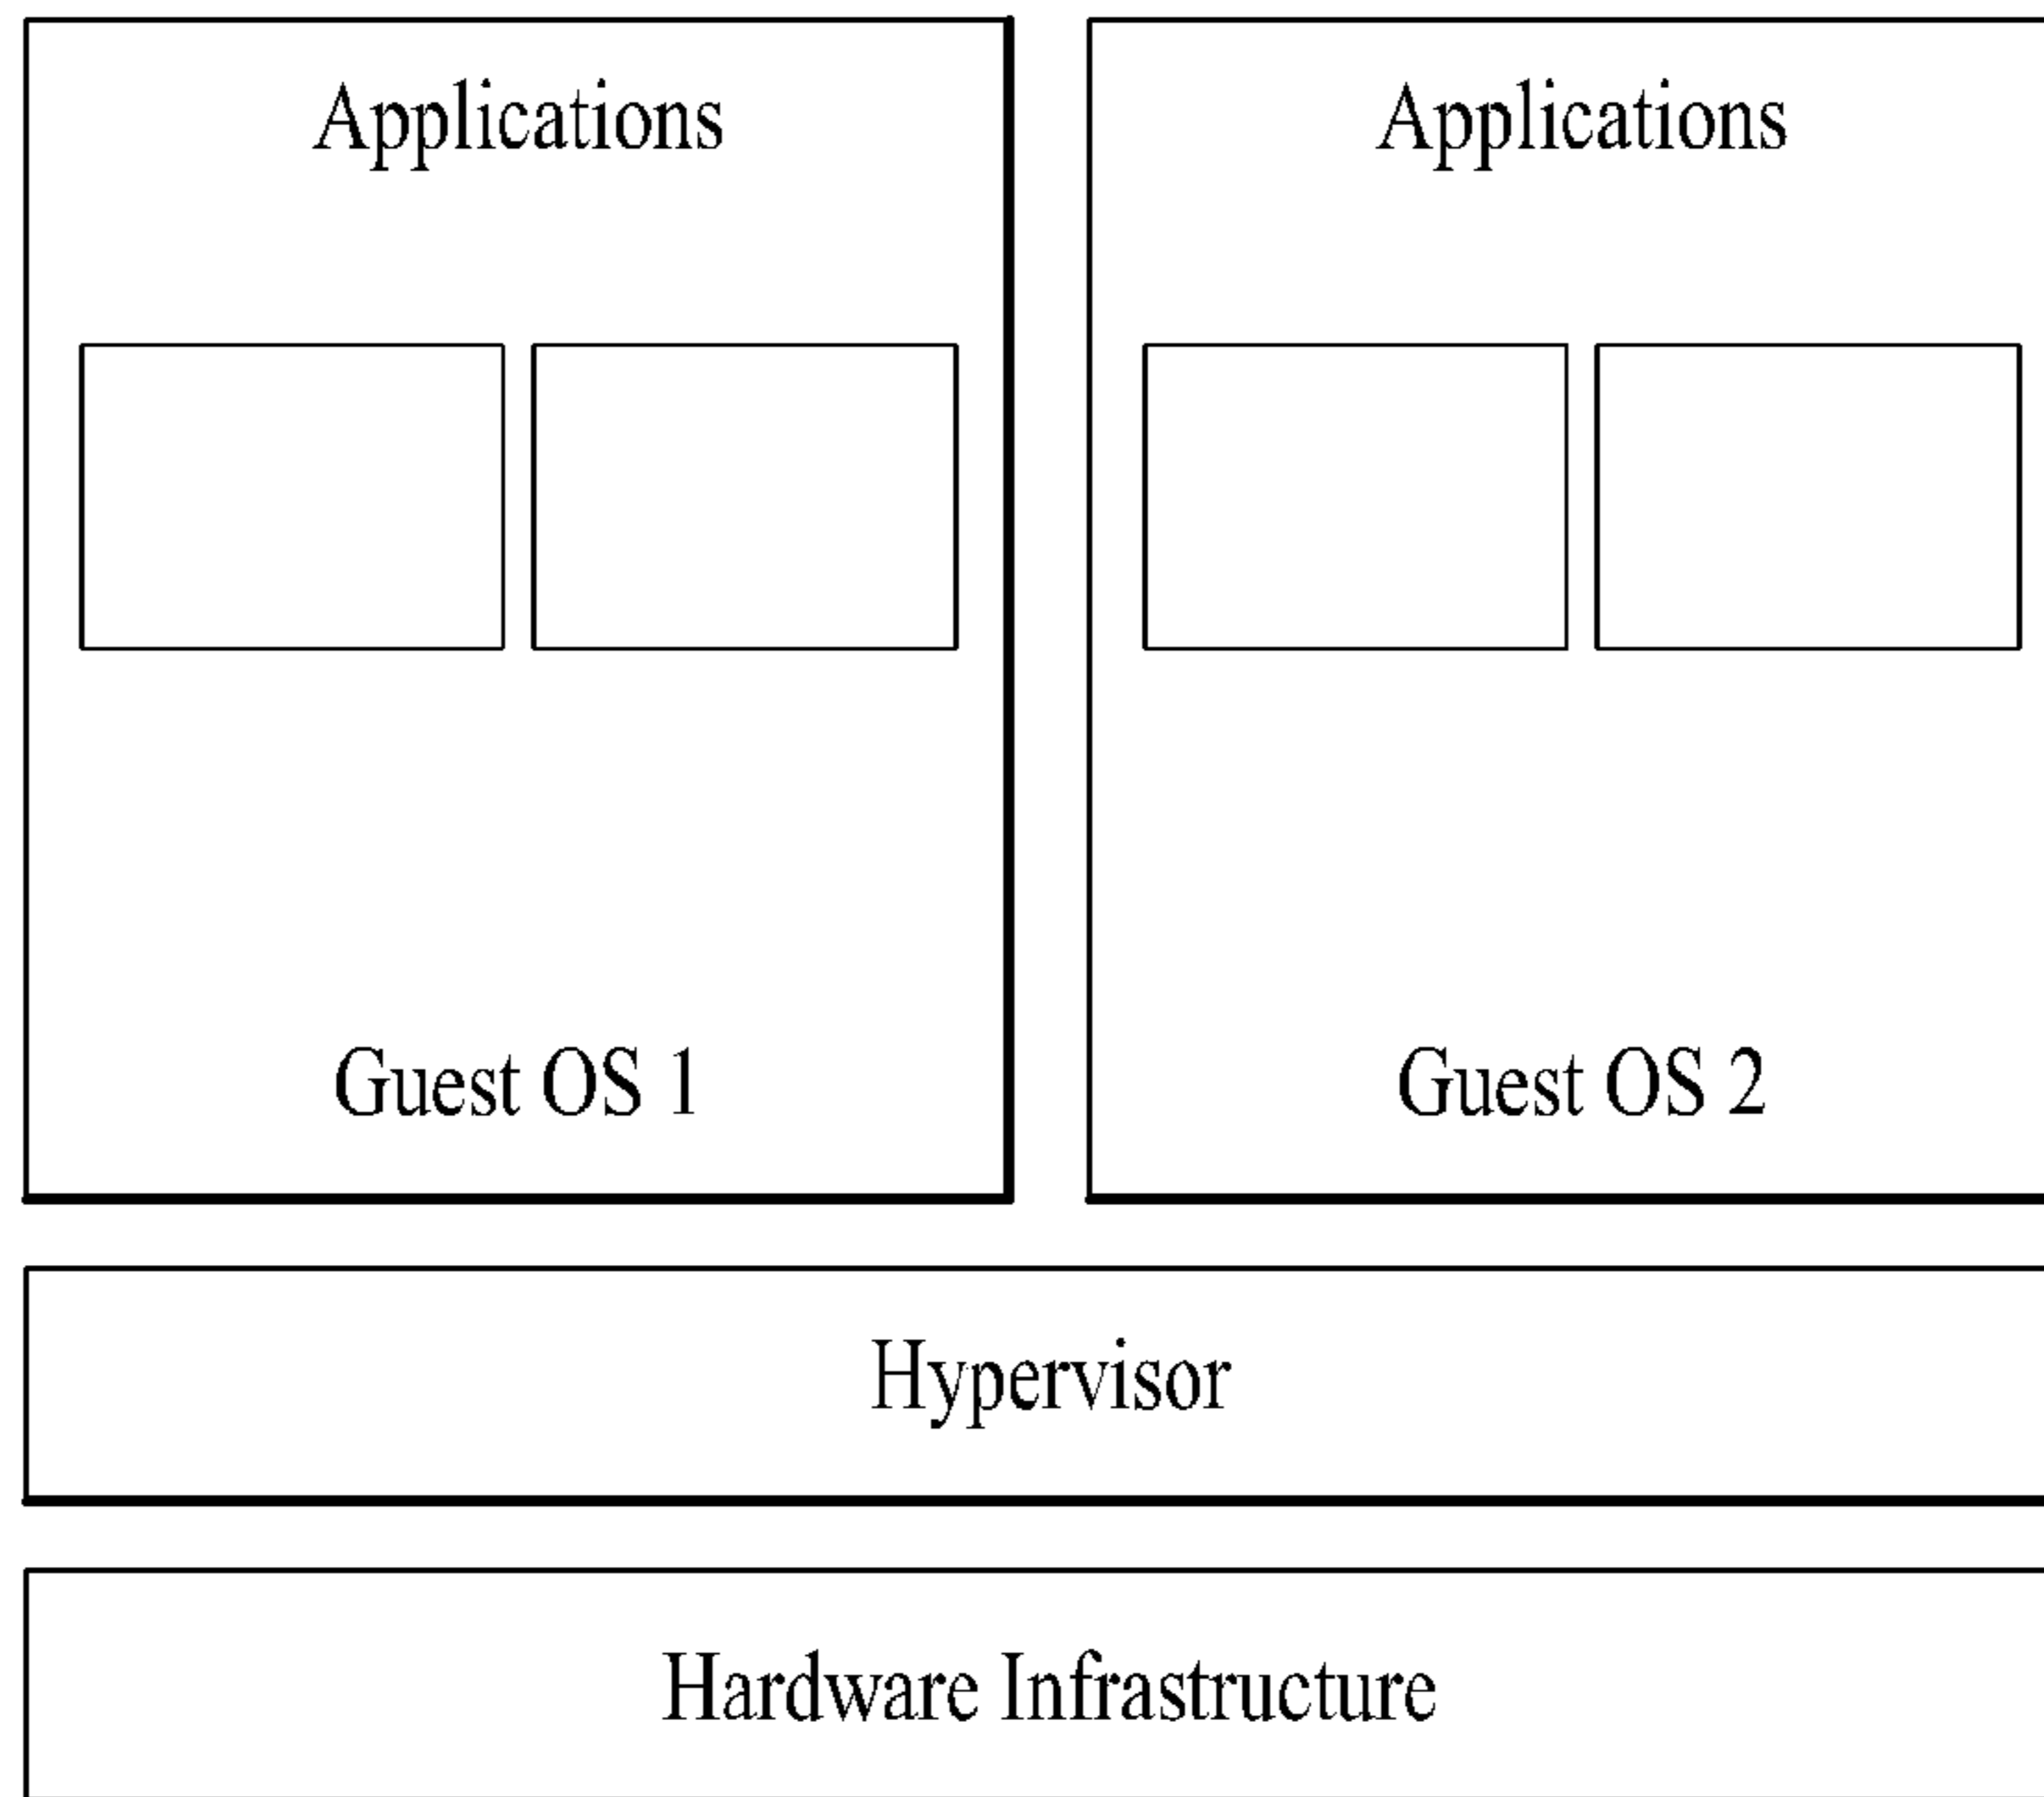 Applications
Applications
Guest OS 1
Guest OS 2
Hypervisor
Hardware Infrastructure